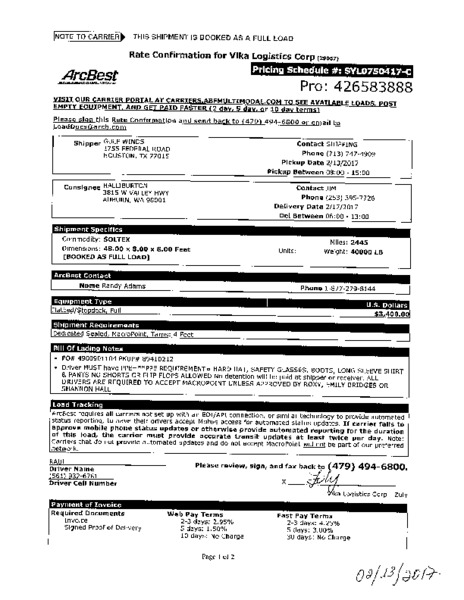 NOTE TO CARRIER THIS SHIPMENT IS BOOKED AS A FULL LOAD
Rate Confirmation for Vika Logistics Corp
Pricing Schedule #: SYL0750417-C
ArcBest
Pro: 426583888
VISIT OUR CARRIER PORTAL AT CARRIERS.ABFMULTIMODAL.COM TO SEE AVAILABLE LOADS, POST
EMPTY EQUIPMENT, AND GET PAID FASTER (2 day, 5 day, or 10 day terms)
Please sign this Rate Confirmation and send back to (479) 494-6800 or email to
LoadDocs@arcb.com
Shipper GULF WINDS
1755 FEDERAL ROAD
HOUSTON, TX 77015
Contact SHIPPING
Phone (713) 747-4909
Pickup Date 2/13/2017
Pickup Between 08:00 - 15:00
Consignee HALLIBURTON
3815 W VALLEY HWY
AUBURN, WA 98001
Contact JIM
Phone (253) 395-7726
Delivery Date 2/17/2017
Del Between 06:00 - 13:00
Shipment Specifics
Commodity: SOLTEX
Dimensions: 48.00 x 8.00 x 8.00 Feet
[BOOKED AS FULL LOAD]
Units:
Miles: 2445
Weight: 40000 LB
ArcBest Contact
Name Randy Adams
Phone 1-877-279-8144
Equipment Type
U.S. Dollars
Flatbed/Stepdeck, Full
$3,400.00
Shipment Requirements
Dedicated Sealed, MacroPoint, Tarps: 4 Feet
Bill Of Lading Notes
• PO# 4900901104 PKUP# 89410212
• Driver MUST have PPE***PPE REQUIREMENTS HARD HAT, SAFETY GLASSES, BOOTS, LONG SLEEVE SHIRT
& PANTS NO SHORTS OR FLIP FLOPS ALLOWED No detention will be paid at shipper or receiver. ALL
DRIVERS ARE REQUIRED TO ACCEPT MACROPOINT UNLESS APPROVED BY ROXY, EMILY BRIDGES OR
SHANNON HALL
Load Tracking
ArcBest requires all carriers not set up with an EDI/API connection, or similar technology to provide automated
status reporting, to have their drivers accept Mobile access for automated status updates. If carrier fails to
approve mobile phone status updates or otherwise provide automated reporting for the duration
of this load, the carrier must provide accurate transit updates at least twice per day. Note:
Carriers that do not provide automated updates and do not accept MacroPoint will not be part of our preferred
network.
RAUL
Driver Name
(561) 932-6761
Driver Cell Number
Please review, sign, and fax back to (479) 494-6800.
x
Vika Logistics Corp Zuly
Payment of Invoice
Required Documents
Invoice
Signed Proof of Delivery
Web Pay Terms
2-3 days: 2.95%
5 days: 1.50%
10 days: No Charge
Fast Pay Terms
2-3 days: 4.25%
5 days: 3.00%
30 days: No Charge
Page 1 of 2
02/13/2017.